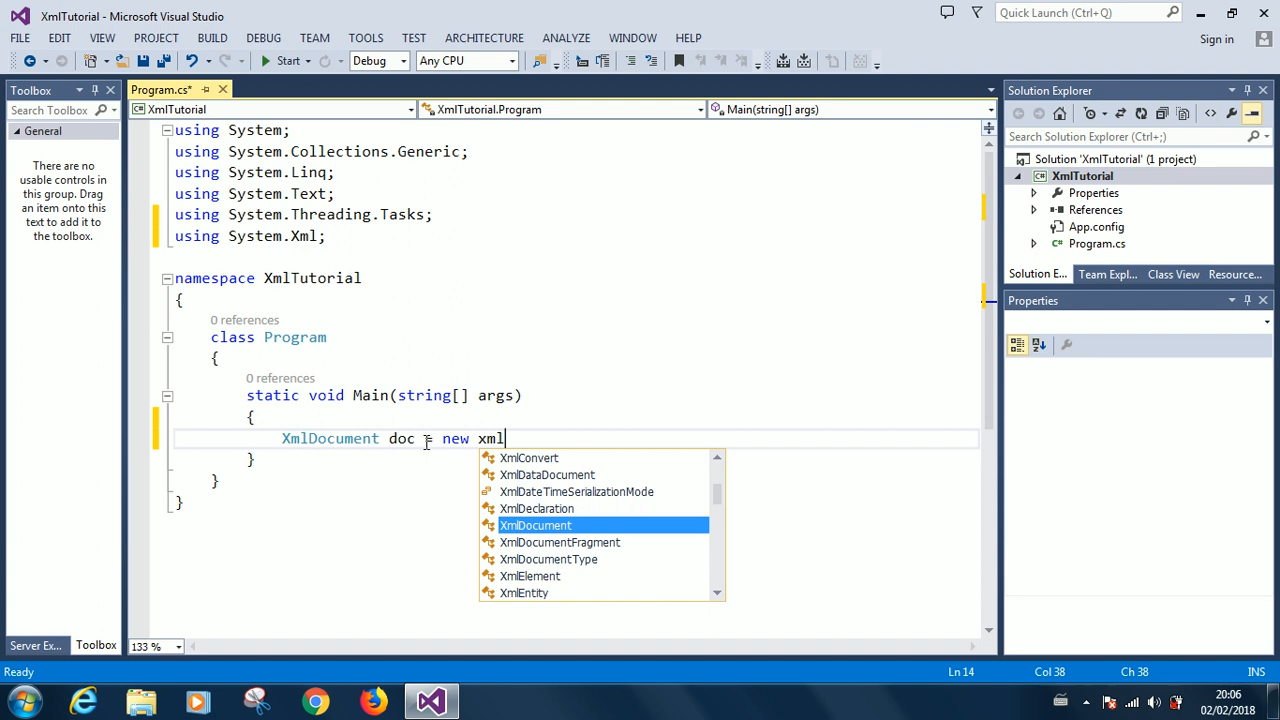 XmlTutorial - Microsoft Visual Studio
Quick Launch (Ctrl+Q)
FILE EDIT VIEW PROJECT BUILD DEBUG TEAM TOOLS TEST ARCHITECTURE ANALYZE WINDOW HELP
Sign in
Start Debug Any CPU
Toolbox
Search Toolbox
General
There are no
usable controls in
this group. Drag
an item onto this
text to add it to
the toolbox.
Server Ex... Toolbox
Program.cs*
XmlTutorial XmlTutorial.Program Main(string[] args)
using System;
using System.Collections.Generic;
using System.Linq;
using System.Text;
using System.Threading.Tasks;
using System.Xml;
namespace XmlTutorial
{
0 references
class Program
{
0 references
static void Main(string[] args)
{
XmlDocument doc = new xml
}
}
}
XmlConvert
XmlDataDocument
XmlDateTimeSerializationMode
XmlDeclaration
XmlDocument
XmlDocumentFragment
XmlDocumentType
XmlElement
XmlEntity
133 %
Solution Explorer
Search Solution Explorer (Ctrl+;)
Solution 'XmlTutorial' (1 project)
XmlTutorial
Properties
References
App.config
Program.cs
Solution E... Team Expl... Class View Resource...
Properties
Ready Ln 14 Col 38 Ch 38 INS
20:06
02/02/2018